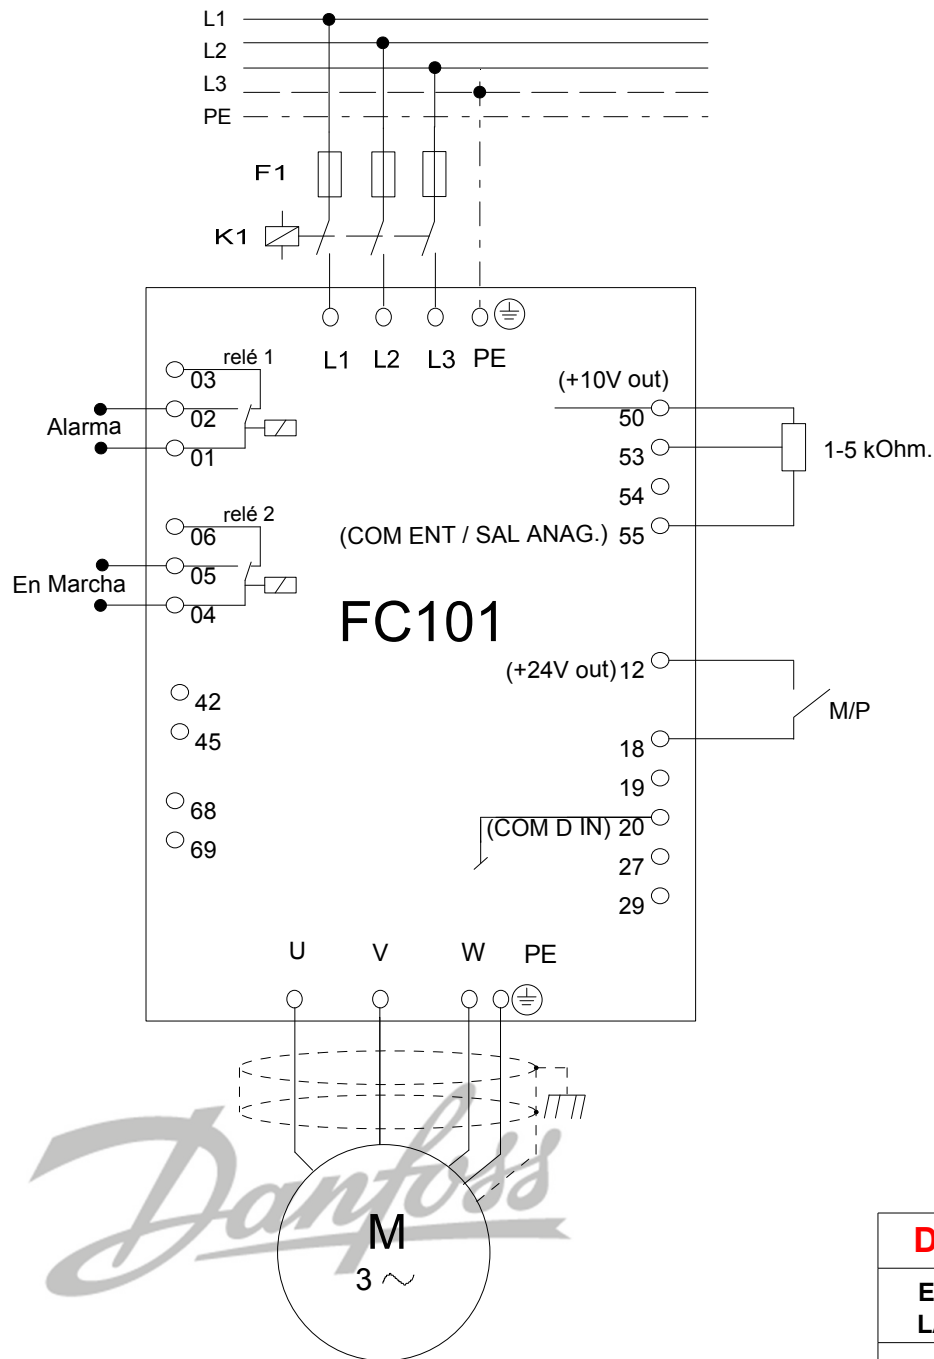 L1
L2
L3
PE
F1
K1
L1 L2 L3 PE
relé 1
03
02
01
Alarma
relé 2
06
05
04
En Marcha
42
45
68
69
FC101
(+10V out)
50
53
54
(COM ENT / SAL ANAG.) 55
1-5 kOhm.
(+24V out) 12
18
M/P
19
(COM D IN) 20
27
29
U V W PE
Danfoss
M
3
D
E
LA